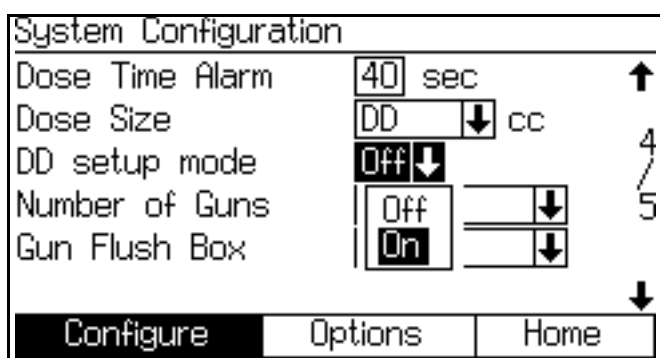 System Configuration
Dose Time Alarm 40 sec
Dose Size DD cc
DD setup mode Off
Number of Guns Off
Gun Flush Box On
4/5
Configure Options Home